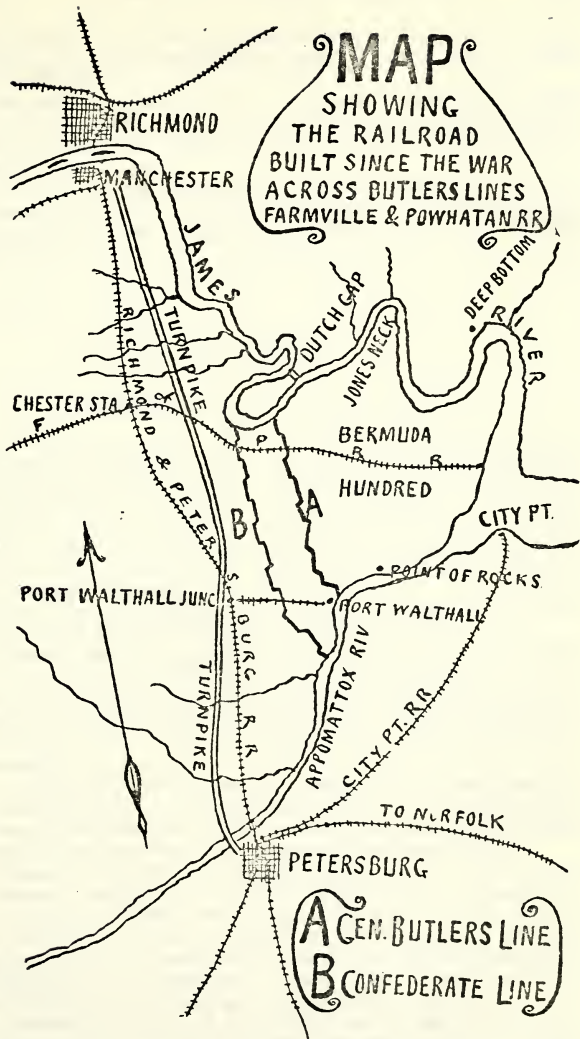 MAP
SHOWING
THE RAILROAD
BUILT SINCE THE WAR
ACROSS BUTLERS LINES
FARMVILLE & POWHATAN RR
RICHMOND
MANCHESTER
JAMES
RIVER
DUTCH GAP
JONES NECK
DEEP BOTTOM
TURNPIKE
&
RICHMOND & PETERSBURG R R
CHESTER STA.
F & P R R
BERMUDA
HUNDRED
B
A
CITY PT.
POINT OF ROCKS
PORT WALTHALL JUNC
PORT WALTHALL
TURNPIKE
APPOMATTOX RIV
CITY PT. RR
TO NORFOLK
PETERSBURG
A GEN. BUTLERS LINE
B CONFEDERATE LINE